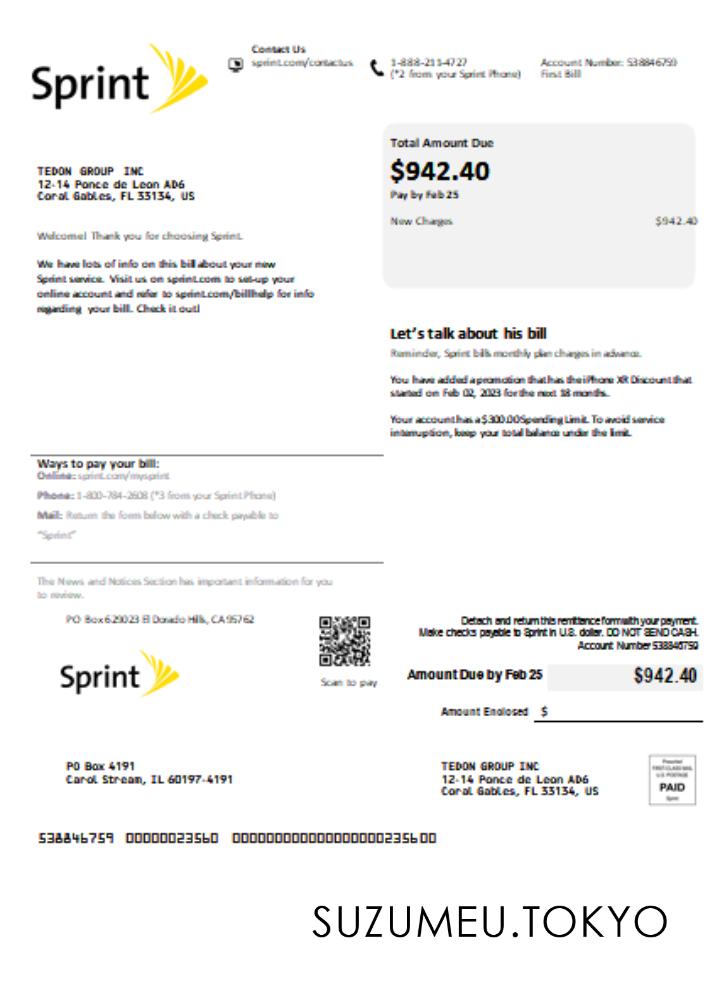 Sprint
Contact Us
sprint.com/contactus
1-888-211-4727
(*2 from your Sprint Phone)
Account Number: 538846759
First Bill
TEDON GROUP INC
12-14 Ponce de Leon AD6
Coral Gables, FL 33134, US
Total Amount Due
$942.40
Pay by Feb 25
New Charges $942.40
Welcome! Thank you for choosing Sprint.
We have lots of info on this bill about your new
Sprint service. Visit us on sprint.com to set-up your
online account and refer to sprint.com/billhelp for info
regarding your bill. Check it out!
Let's talk about his bill
Reminder, Sprint bills monthly plan charges in advance.
You have added a promotion that has the iPhone XR Discount that
started on Feb 02, 2023 for the next 18 months.
Your account has a $300.00 Spending Limit. To avoid service
interruption, keep your total balance under the limit.
Ways to pay your bill:
Online: sprint.com/mysprint
Phone: 1-800-784-2608 (*3 from your Sprint Phone)
Mail: Return the form below with a check payable to
"Sprint"
The News and Notices Section has important information for you
to review.
PO Box 629023 El Dorado Hills, CA 95762
Sprint
Scan to pay
Detach and return this remittance form with your payment.
Make checks payable to Sprint in U.S. dollar. DO NOT SEND CASH.
Account Number 538846759
Amount Due by Feb 25 $942.40
Amount Enclosed $
PO Box 4191
Carol Stream, IL 60197-4191
TEDON GROUP INC
12-14 Ponce de Leon AD6
Coral Gables, FL 33134, US
Presorted
FIRST-CLASS MAIL
U.S. POSTAGE
PAID
Sprint
538846759 00000023560 000000000000000000235600
SUZUMEU.TOKYO